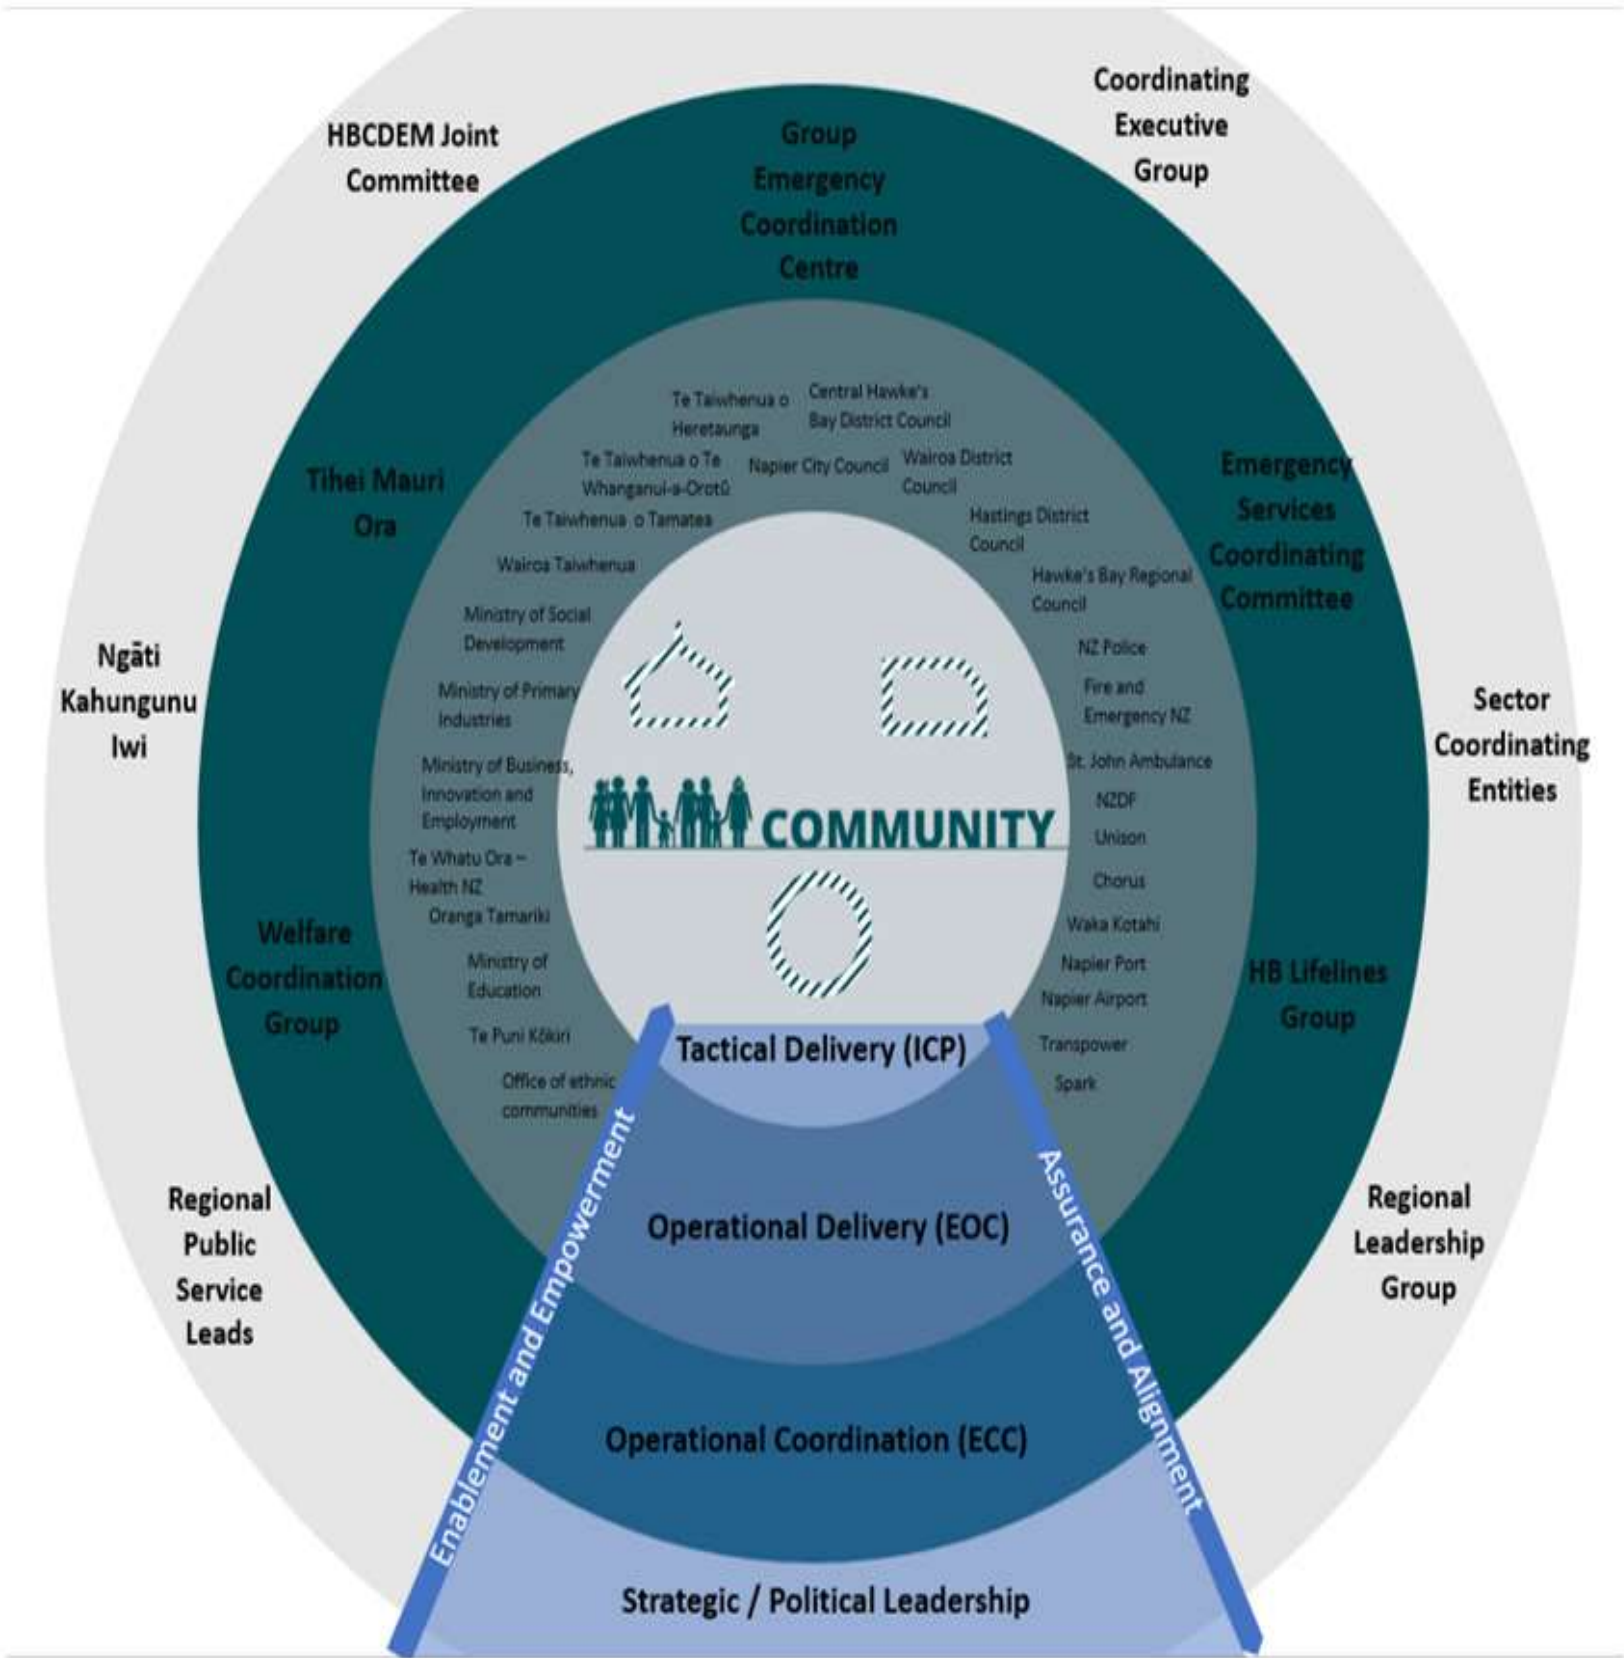 HBCDEM Joint
Committee
Coordinating
Executive
Group
Group
Emergency
Coordination
Centre
Tihei Mauri
Ora
Emergency
Services
Coordinating
Committee
Ngāti
Kahungunu
Iwi
Sector
Coordinating
Entities
Welfare
Coordination
Group
HB Lifelines
Group
Regional
Public
Service
Leads
Regional
Leadership
Group
Te Taiwhenua o
Heretaunga
Central Hawke's
Bay District Council
Te Taiwhenua o Te
Whanganui-a-Orotū
Napier City Council
Wairoa District
Council
Te Taiwhenua o Tamatea
Hastings District
Council
Wairoa Taiwhenua
Hawke's Bay Regional
Council
Ministry of Social
Development
NZ Police
Ministry of Primary
Industries
Fire and
Emergency NZ
Ministry of Business,
Innovation and
Employment
St. John Ambulance
NZDF
Unison
Te Whatu Ora –
Health NZ
Chorus
Oranga Tamariki
Waka Kotahi
Ministry of
Education
Napier Port
Napier Airport
Te Puni Kōkiri
Transpower
Office of ethnic
communities
Spark
COMMUNITY
Tactical Delivery (ICP)
Operational Delivery (EOC)
Operational Coordination (ECC)
Strategic / Political Leadership
Enablement and Empowerment
Assurance and Alignment